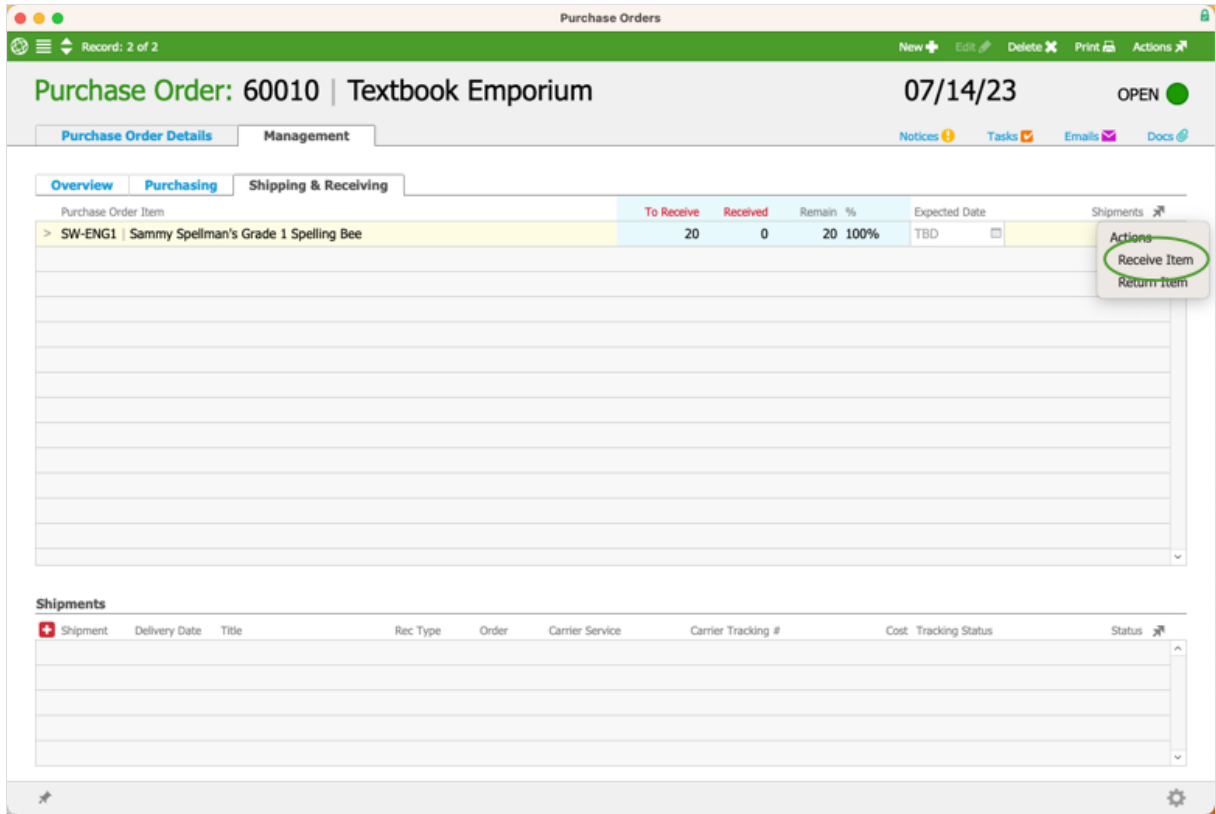 Purchase Orders
Record: 2 of 2 New Edit Delete Print Actions
Purchase Order: 60010 | Textbook Emporium 07/14/23 OPEN
Purchase Order Details Management Notices Tasks Emails Docs
Overview Purchasing Shipping & Receiving
Purchase Order Item To Receive Received Remain % Expected Date Shipments
> SW-ENG1 | Sammy Spellman's Grade 1 Spelling Bee 20 0 20 100% TBD
Actions
Receive Item
Return Item
Shipments
Shipment Delivery Date Title Rec Type Order Carrier Service Carrier Tracking # Cost Tracking Status Status